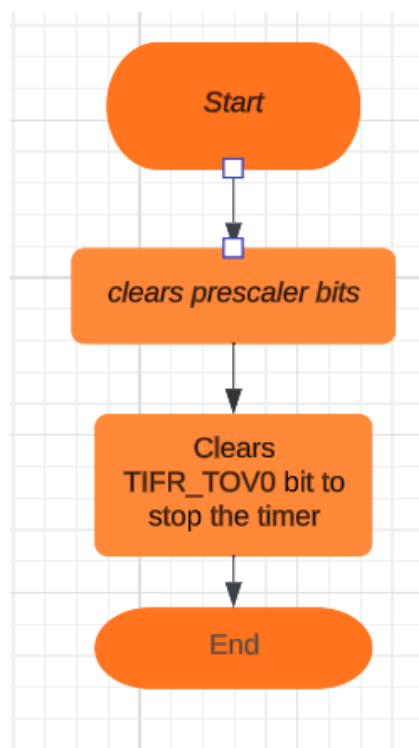 Start
clears prescaler bits
Clears
TIFR_TOV0 bit to
stop the timer
End